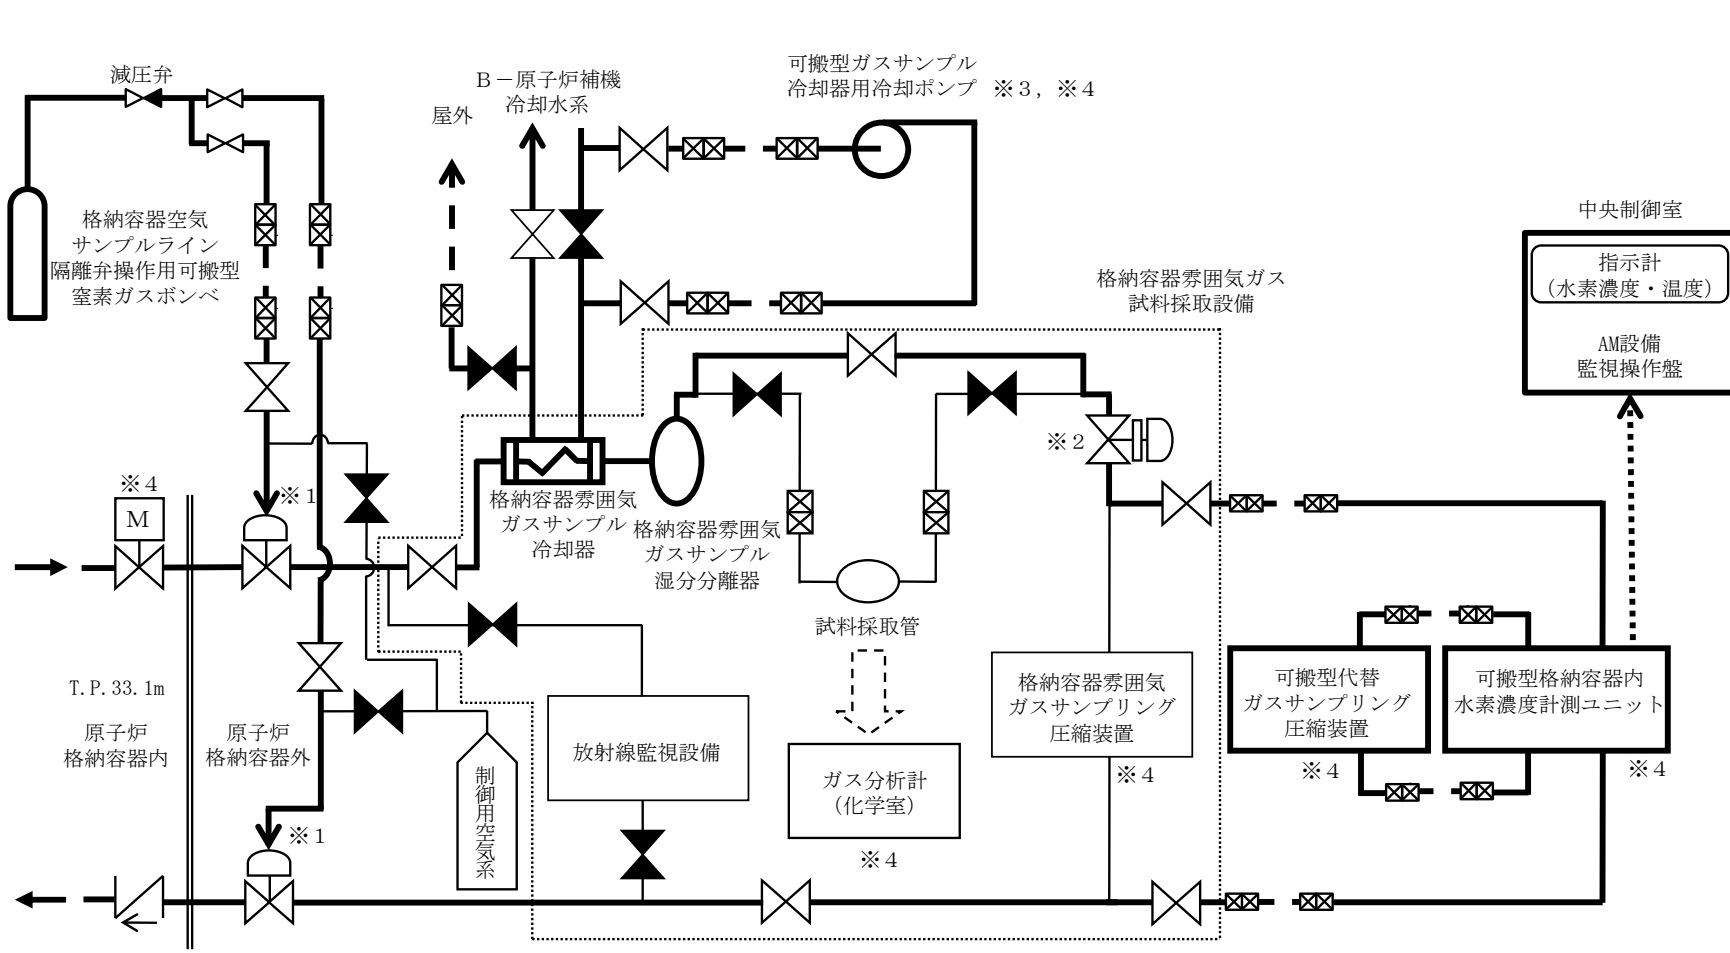 減圧弁
B－原子炉補機
冷却水系
屋外
可搬型ガスサンプル
冷却器用冷却ポンプ ※３，※４
格納容器空気
サンプルライン
隔離弁操作用可搬型
窒素ガスボンベ
中央制御室
指示計
（水素濃度・温度）
AM設備
監視操作盤
格納容器雰囲気ガス
試料採取設備
※２
※４
M
※１
格納容器雰囲気
ガスサンプル
冷却器
格納容器雰囲気
ガスサンプル
湿分分離器
試料採取管
T.P.33.1m
原子炉
格納容器内
原子炉
格納容器外
放射線監視設備
制御用空気系
ガス分析計
（化学室）
※４
格納容器雰囲気
ガスサンプリング
圧縮装置
※４
可搬型代替
ガスサンプリング
圧縮装置
※４
可搬型格納容器内
水素濃度計測ユニット
※４
※１